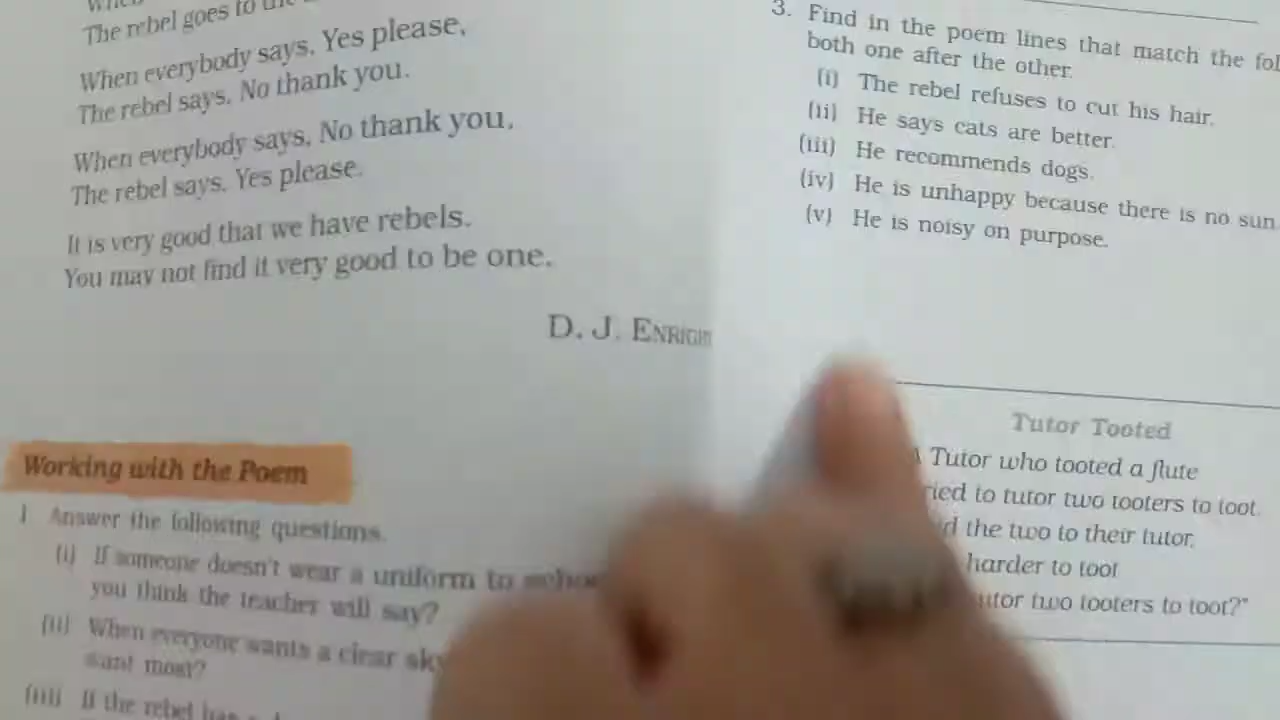 When
The rebel goes to the
When everybody says, Yes please,
The rebel says, No thank you.
When everybody says, No thank you,
The rebel says, Yes please.
It is very good that we have rebels.
You may not find it very good to be one.
D. J. ENRIGH
Working with the Poem
1 Answer the following questions.
(i) If someone doesn't wear a uniform to schoo
you think the teacher will say?
(ii) When everyone wants a clear sky
want most?
(iii) If the rebel has a
3. Find in the poem lines that match the fol
both one after the other.
(i) The rebel refuses to cut his hair.
(ii) He says cats are better.
(iii) He recommends dogs.
(iv) He is unhappy because there is no sun
(v) He is noisy on purpose.
Tutor Tooted
A Tutor who tooted a flute
ried to tutor two tooters to toot.
d the two to their tutor,
harder to toot
utor two tooters to toot?"